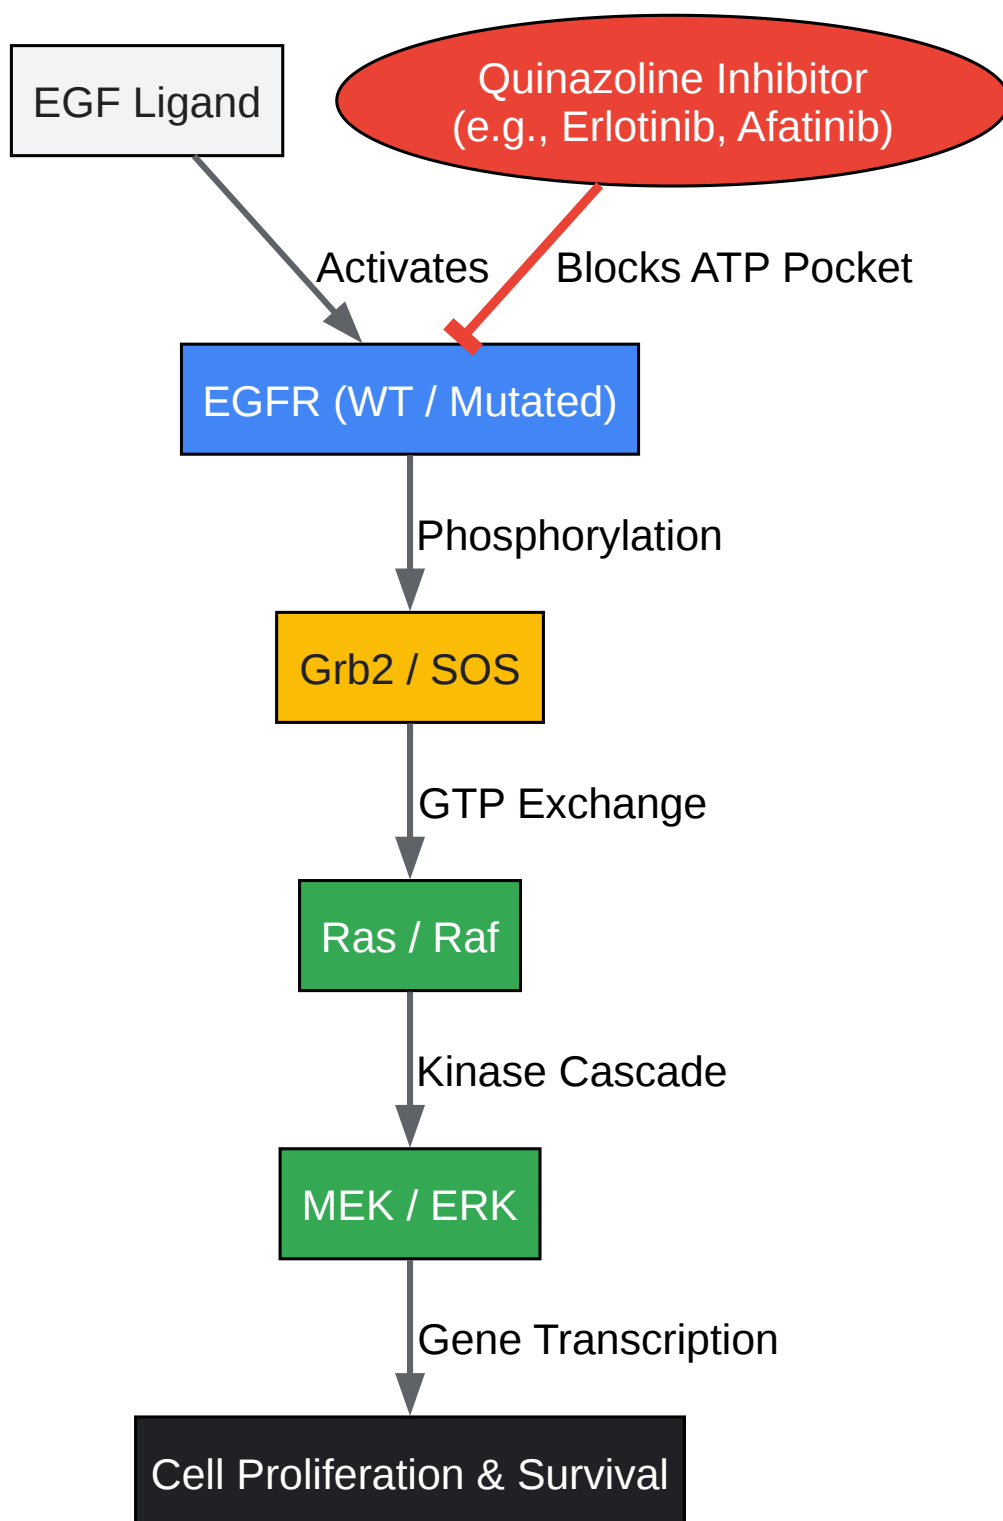 EGF Ligand
Quinazoline Inhibitor
(e.g., Erlotinib, Afatinib)
Activates
Blocks ATP Pocket
EGFR (WT / Mutated)
Phosphorylation
Grb2 / SOS
GTP Exchange
Ras / Raf
Kinase Cascade
MEK / ERK
Gene Transcription
Cell Proliferation & Survival